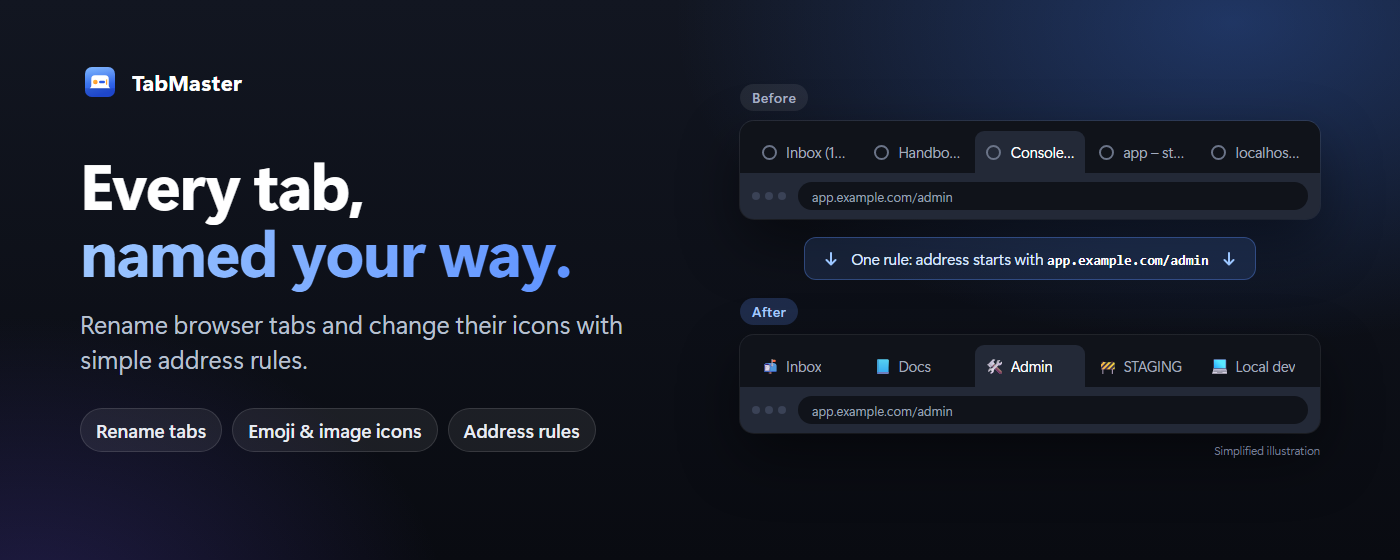 TabMaster
Every tab,
named your way.
Rename browser tabs and change their icons with
simple address rules.
Rename tabs
Emoji & image icons
Address rules
Before
Inbox (1...
Handbo...
Console...
app – st...
localhos...
app.example.com/admin
↓ One rule: address starts with app.example.com/admin ↓
After
Inbox
Docs
Admin
STAGING
Local dev
app.example.com/admin
Simplified illustration